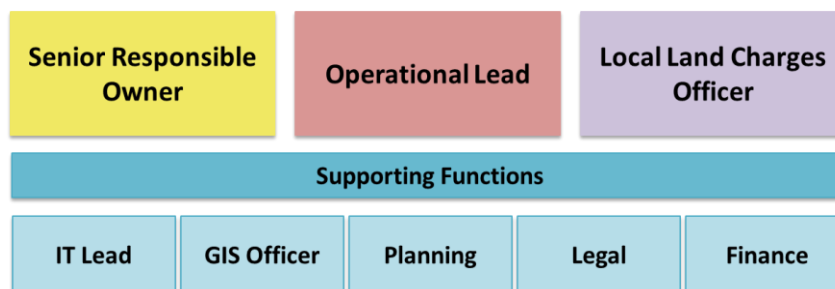 Senior Responsible
Owner
Operational Lead
Local Land Charges
Officer
Supporting Functions
IT Lead
GIS Officer
Planning
Legal
Finance